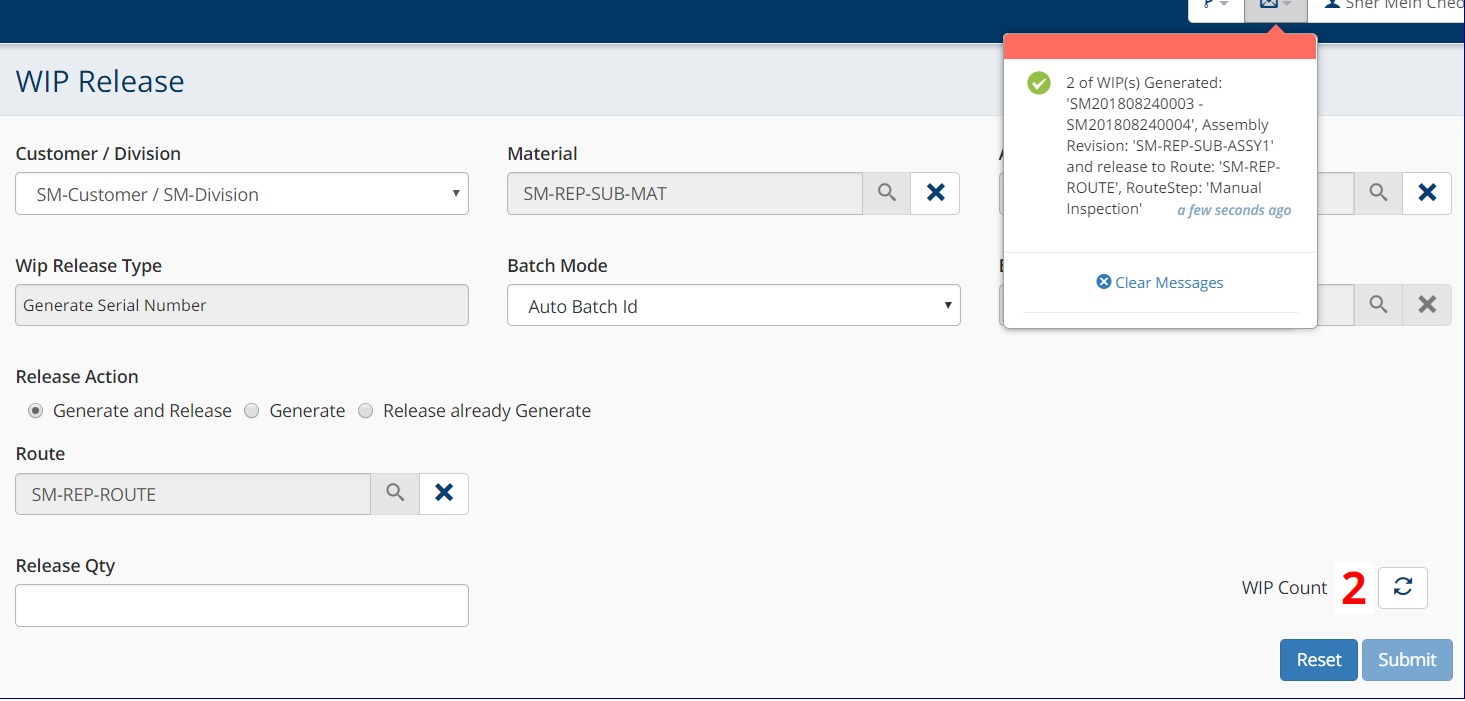 Sher Mein
WIP Release
2 of WIP(s) Generated:
'SM201808240003 -
SM201808240004', Assembly
Revision: 'SM-REP-SUB-ASSY1'
and release to Route: 'SM-REP-
ROUTE', RouteStep: 'Manual
Inspection' a few seconds ago
Clear Messages
Customer / Division
Material
SM-Customer / SM-Division
SM-REP-SUB-MAT
Wip Release Type
Batch Mode
Generate Serial Number
Auto Batch Id
Release Action
Generate and Release Generate Release already Generate
Route
SM-REP-ROUTE
Release Qty
WIP Count 2
Reset Submit